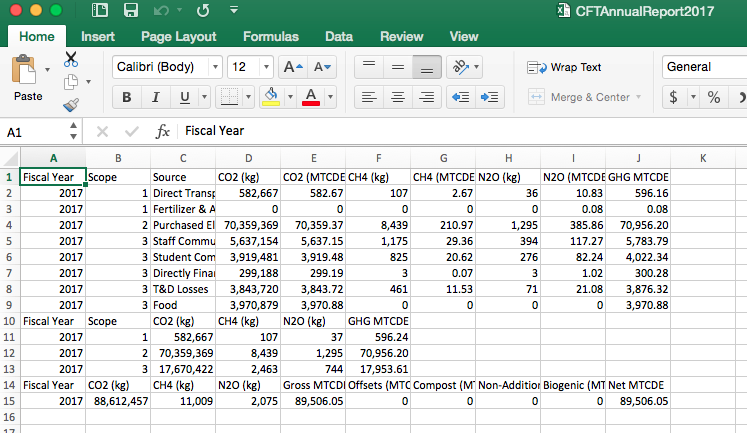 CFTAnnualReport2017
Home Insert Page Layout Formulas Data Review View
Paste Calibri (Body) 12 A A Wrap Text General
B I U A Merge & Center $ %
A1 fx Fiscal Year
A B C D E F G H I J K
1 Fiscal Year Scope Source CO2 (kg) CO2 (MTCDE CH4 (kg) CH4 (MTCDE N2O (kg) N2O (MTCDE GHG MTCDE
2 2017 1 Direct Transp 582,667 582.67 107 2.67 36 10.83 596.16
3 2017 1 Fertilizer & A 0 0 0 0 0 0.08 0.08
4 2017 2 Purchased El 70,359,369 70,359.37 8,439 210.97 1,295 385.86 70,956.20
5 2017 3 Staff Commu 5,637,154 5,637.15 1,175 29.36 394 117.27 5,783.79
6 2017 3 Student Com 3,919,481 3,919.48 825 20.62 276 82.24 4,022.34
7 2017 3 Directly Finan 299,188 299.19 3 0.07 3 1.02 300.28
8 2017 3 T&D Losses 3,843,720 3,843.72 461 11.53 71 21.08 3,876.32
9 2017 3 Food 3,970,879 3,970.88 0 0 0 0 3,970.88
10 Fiscal Year Scope CO2 (kg) CH4 (kg) N2O (kg) GHG MTCDE
11 2017 1 582,667 107 37 596.24
12 2017 2 70,359,369 8,439 1,295 70,956.20
13 2017 3 17,670,422 2,463 744 17,953.61
14 Fiscal Year CO2 (kg) CH4 (kg) N2O (kg) Gross MTCDI Offsets (MTC Compost (M Non-Addition Biogenic (MT Net MTCDE
15 2017 88,612,457 11,009 2,075 89,506.05 0 0 0 0 89,506.05
16
17